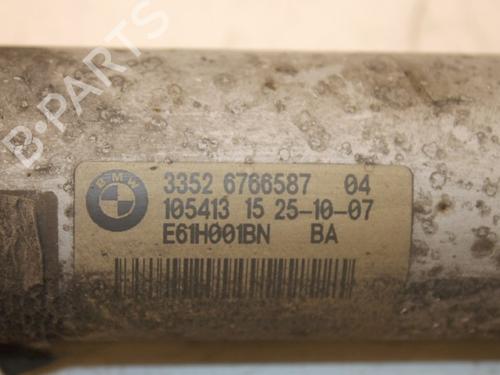 B-PARTS
BMW
3352 6766587 04
105413 15 25-10-07
E61H001BN BA